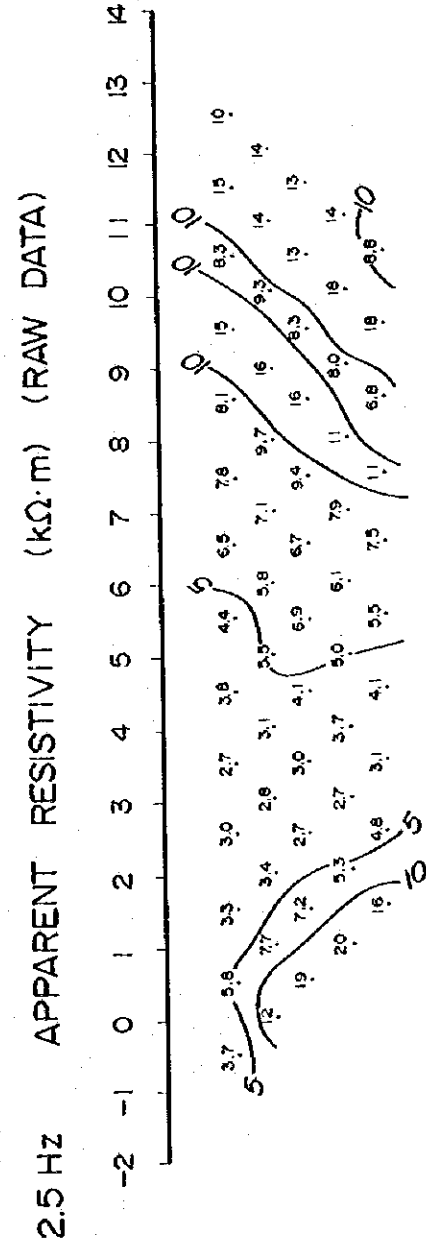 2.5 Hz APPARENT RESISTIVITY (kΩ·m) (RAW DATA)
-2 -1 0 1 2 3 4 5 6 7 8 9 10 11 12 13 14
5 10 10 10
3.7 5.8 3.3 3.0 2.7 3.8 4.4 6.5 7.8 8.1 15 8.3 15 10
5
12 7.7 3.4 2.8 3.1 5.5 5.8 7.1 9.7 16 9.3 14 14
19 7.2 2.7 3.0 4.1 6.9 6.7 9.4 16 8.3 13 13
20 5.3 2.7 3.7 5.0 6.1 7.9 11 8.0 18 14
10
16 4.8 3.1 4.1 5.5 7.5 11 6.8 18 8.8
10 5